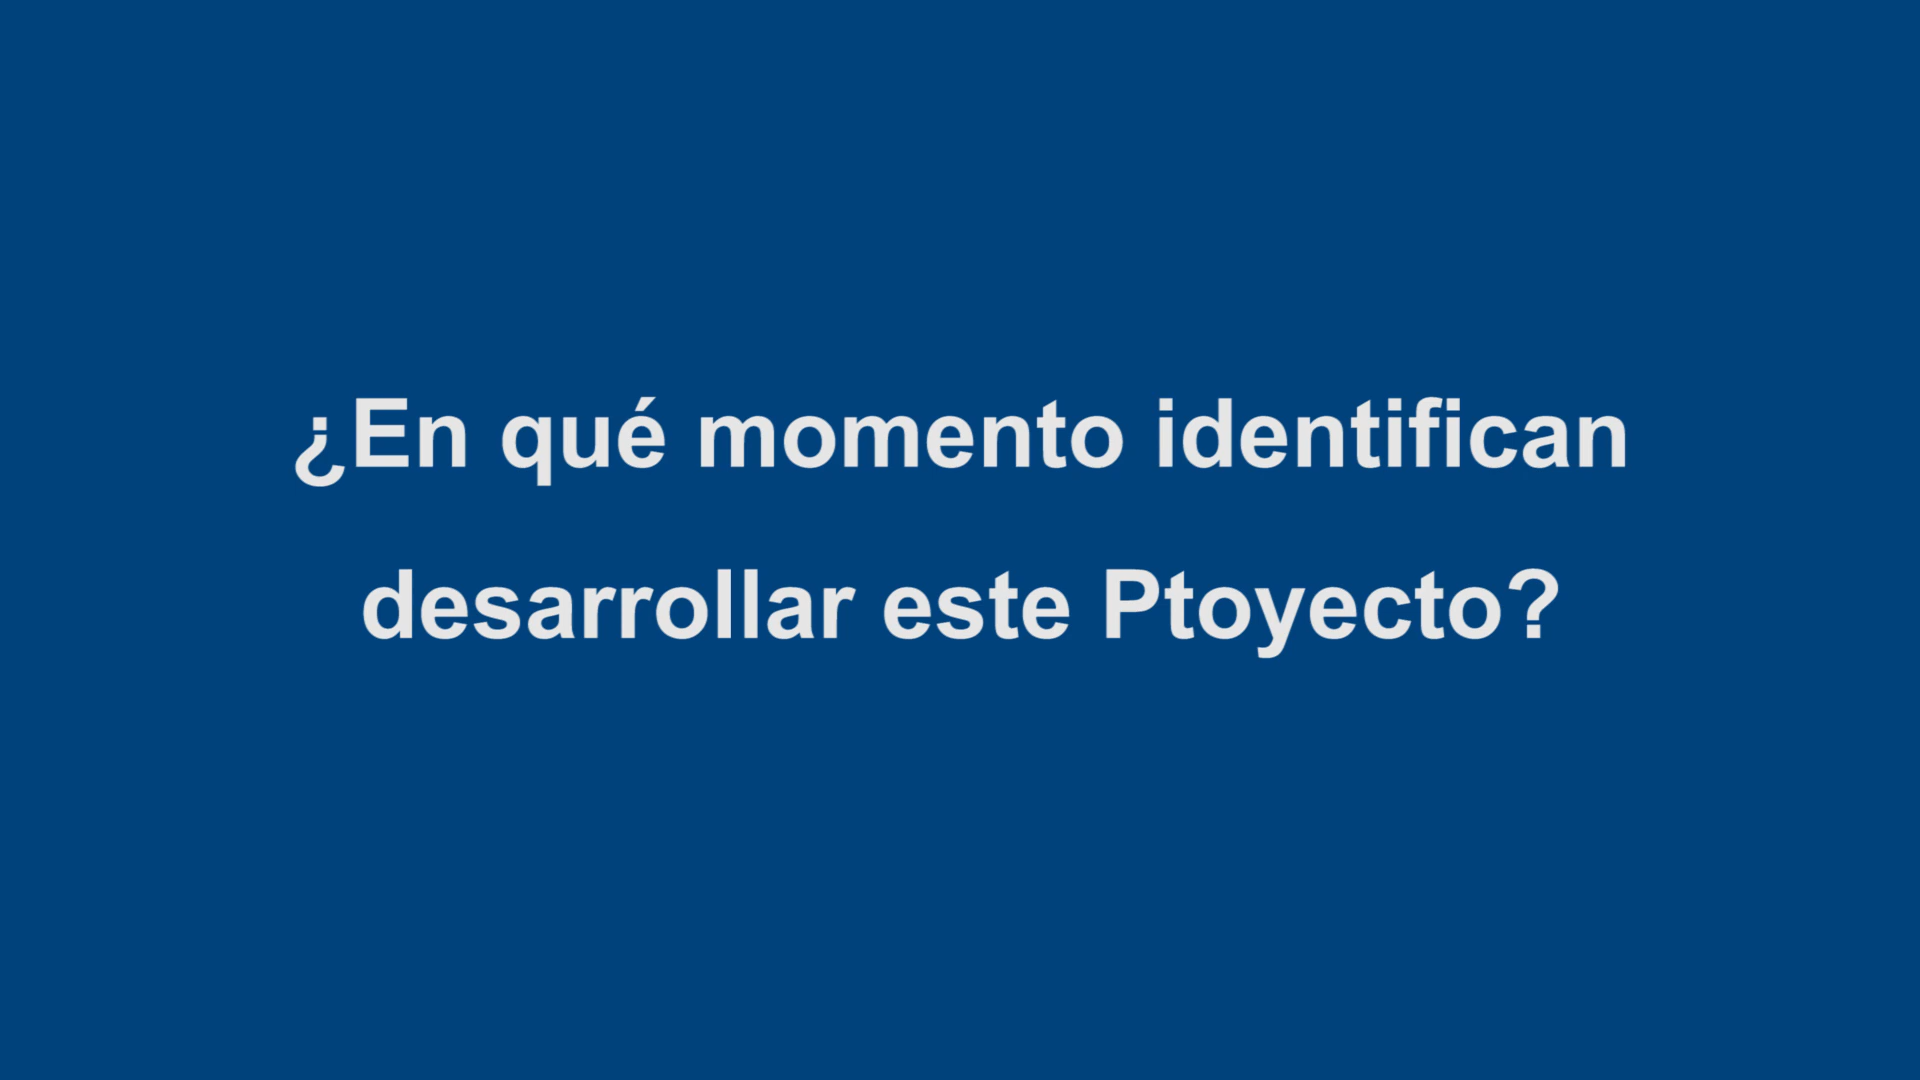 ¿En qué momento identifican
desarrollar este Ptoyecto?